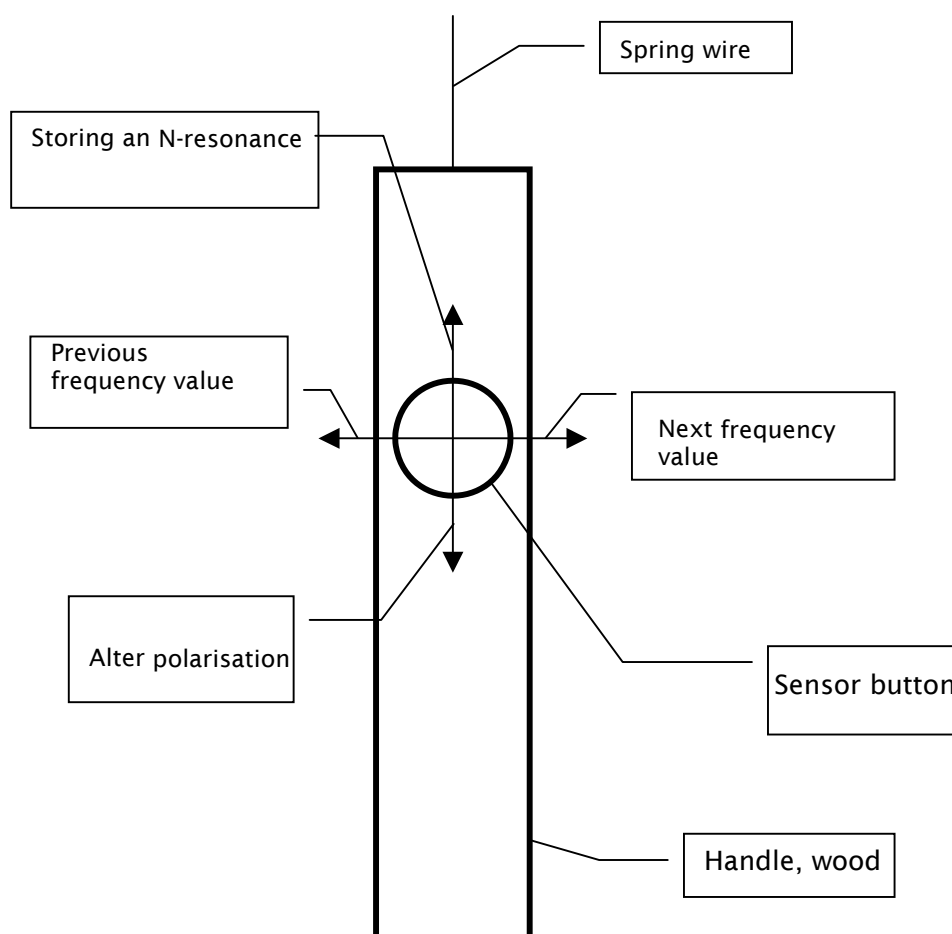 Spring wire
Storing an N-resonance
Previous
frequency value
Next frequency
value
Alter polarisation
Sensor button
Handle, wood